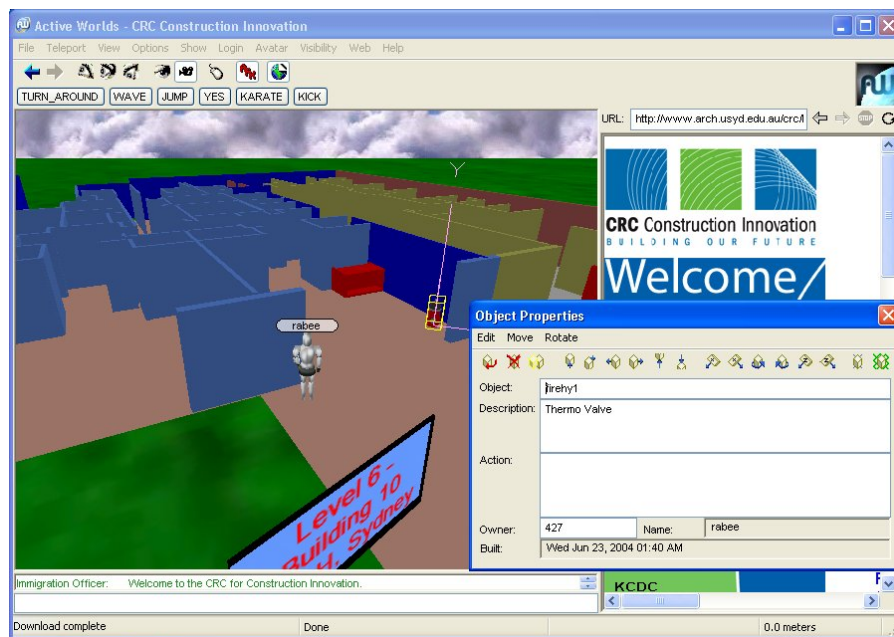 Active Worlds - CRC Construction Innovation
File Teleport View Options Show Login Avatar Visibility Web Help
TURN_AROUND WAVE JUMP YES KARATE KICK
URL: http://www.arch.usyd.edu.au/crc/
CRC Construction Innovation
BUILDING OUR FUTURE
Welcome
rabee
Object Properties
Edit Move Rotate
Object: firehy1
Description: Thermo Valve
Action:
Owner: 427 Name: rabee
Built: Wed Jun 23, 2004 01:40 AM
Level 6 -
Building 10
H, Sydney
Immigration Officer: Welcome to the CRC for Construction Innovation.
KCDC
Download complete Done 0.0 meters